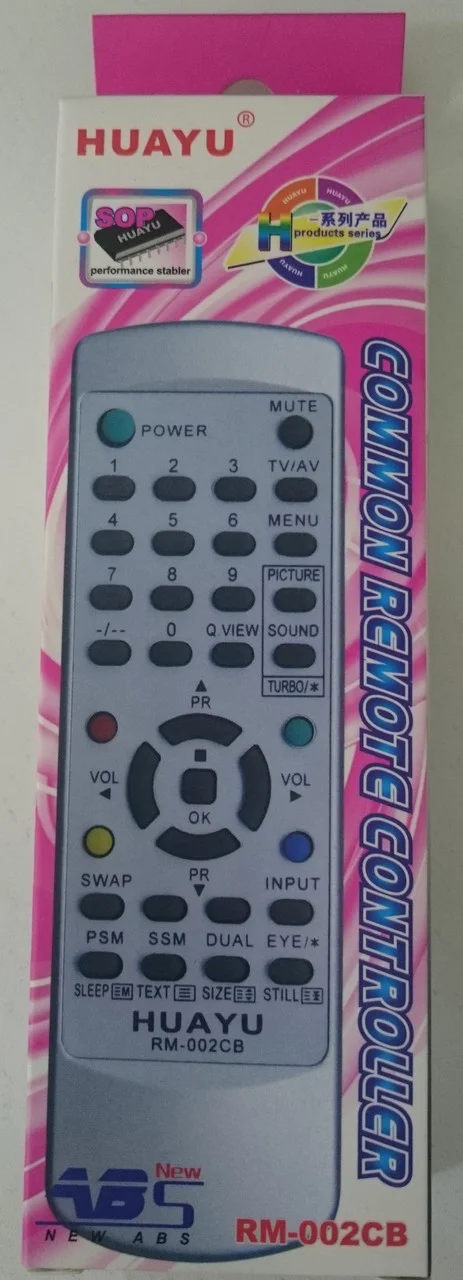 HUAYU®
SOP
HUAYU
performance stabler
HUAYU HUAYU
H-系列产品
products series
HUAYU HUAYU
COMMON REMOTE CONTROLLER
MUTE
POWER
1 2 3 TV/AV
4 5 6 MENU
7 8 9 PICTURE
-/-- 0 Q.VIEW SOUND
TURBO/*
▲
PR
VOL VOL
◄ ■ ►
OK
PR
▼
SWAP INPUT
PSM SSM DUAL EYE/*
SLEEP M TEXT SIZE STILL
HUAYU
RM-002CB
New
ABS
NEW ABS
RM-002CB